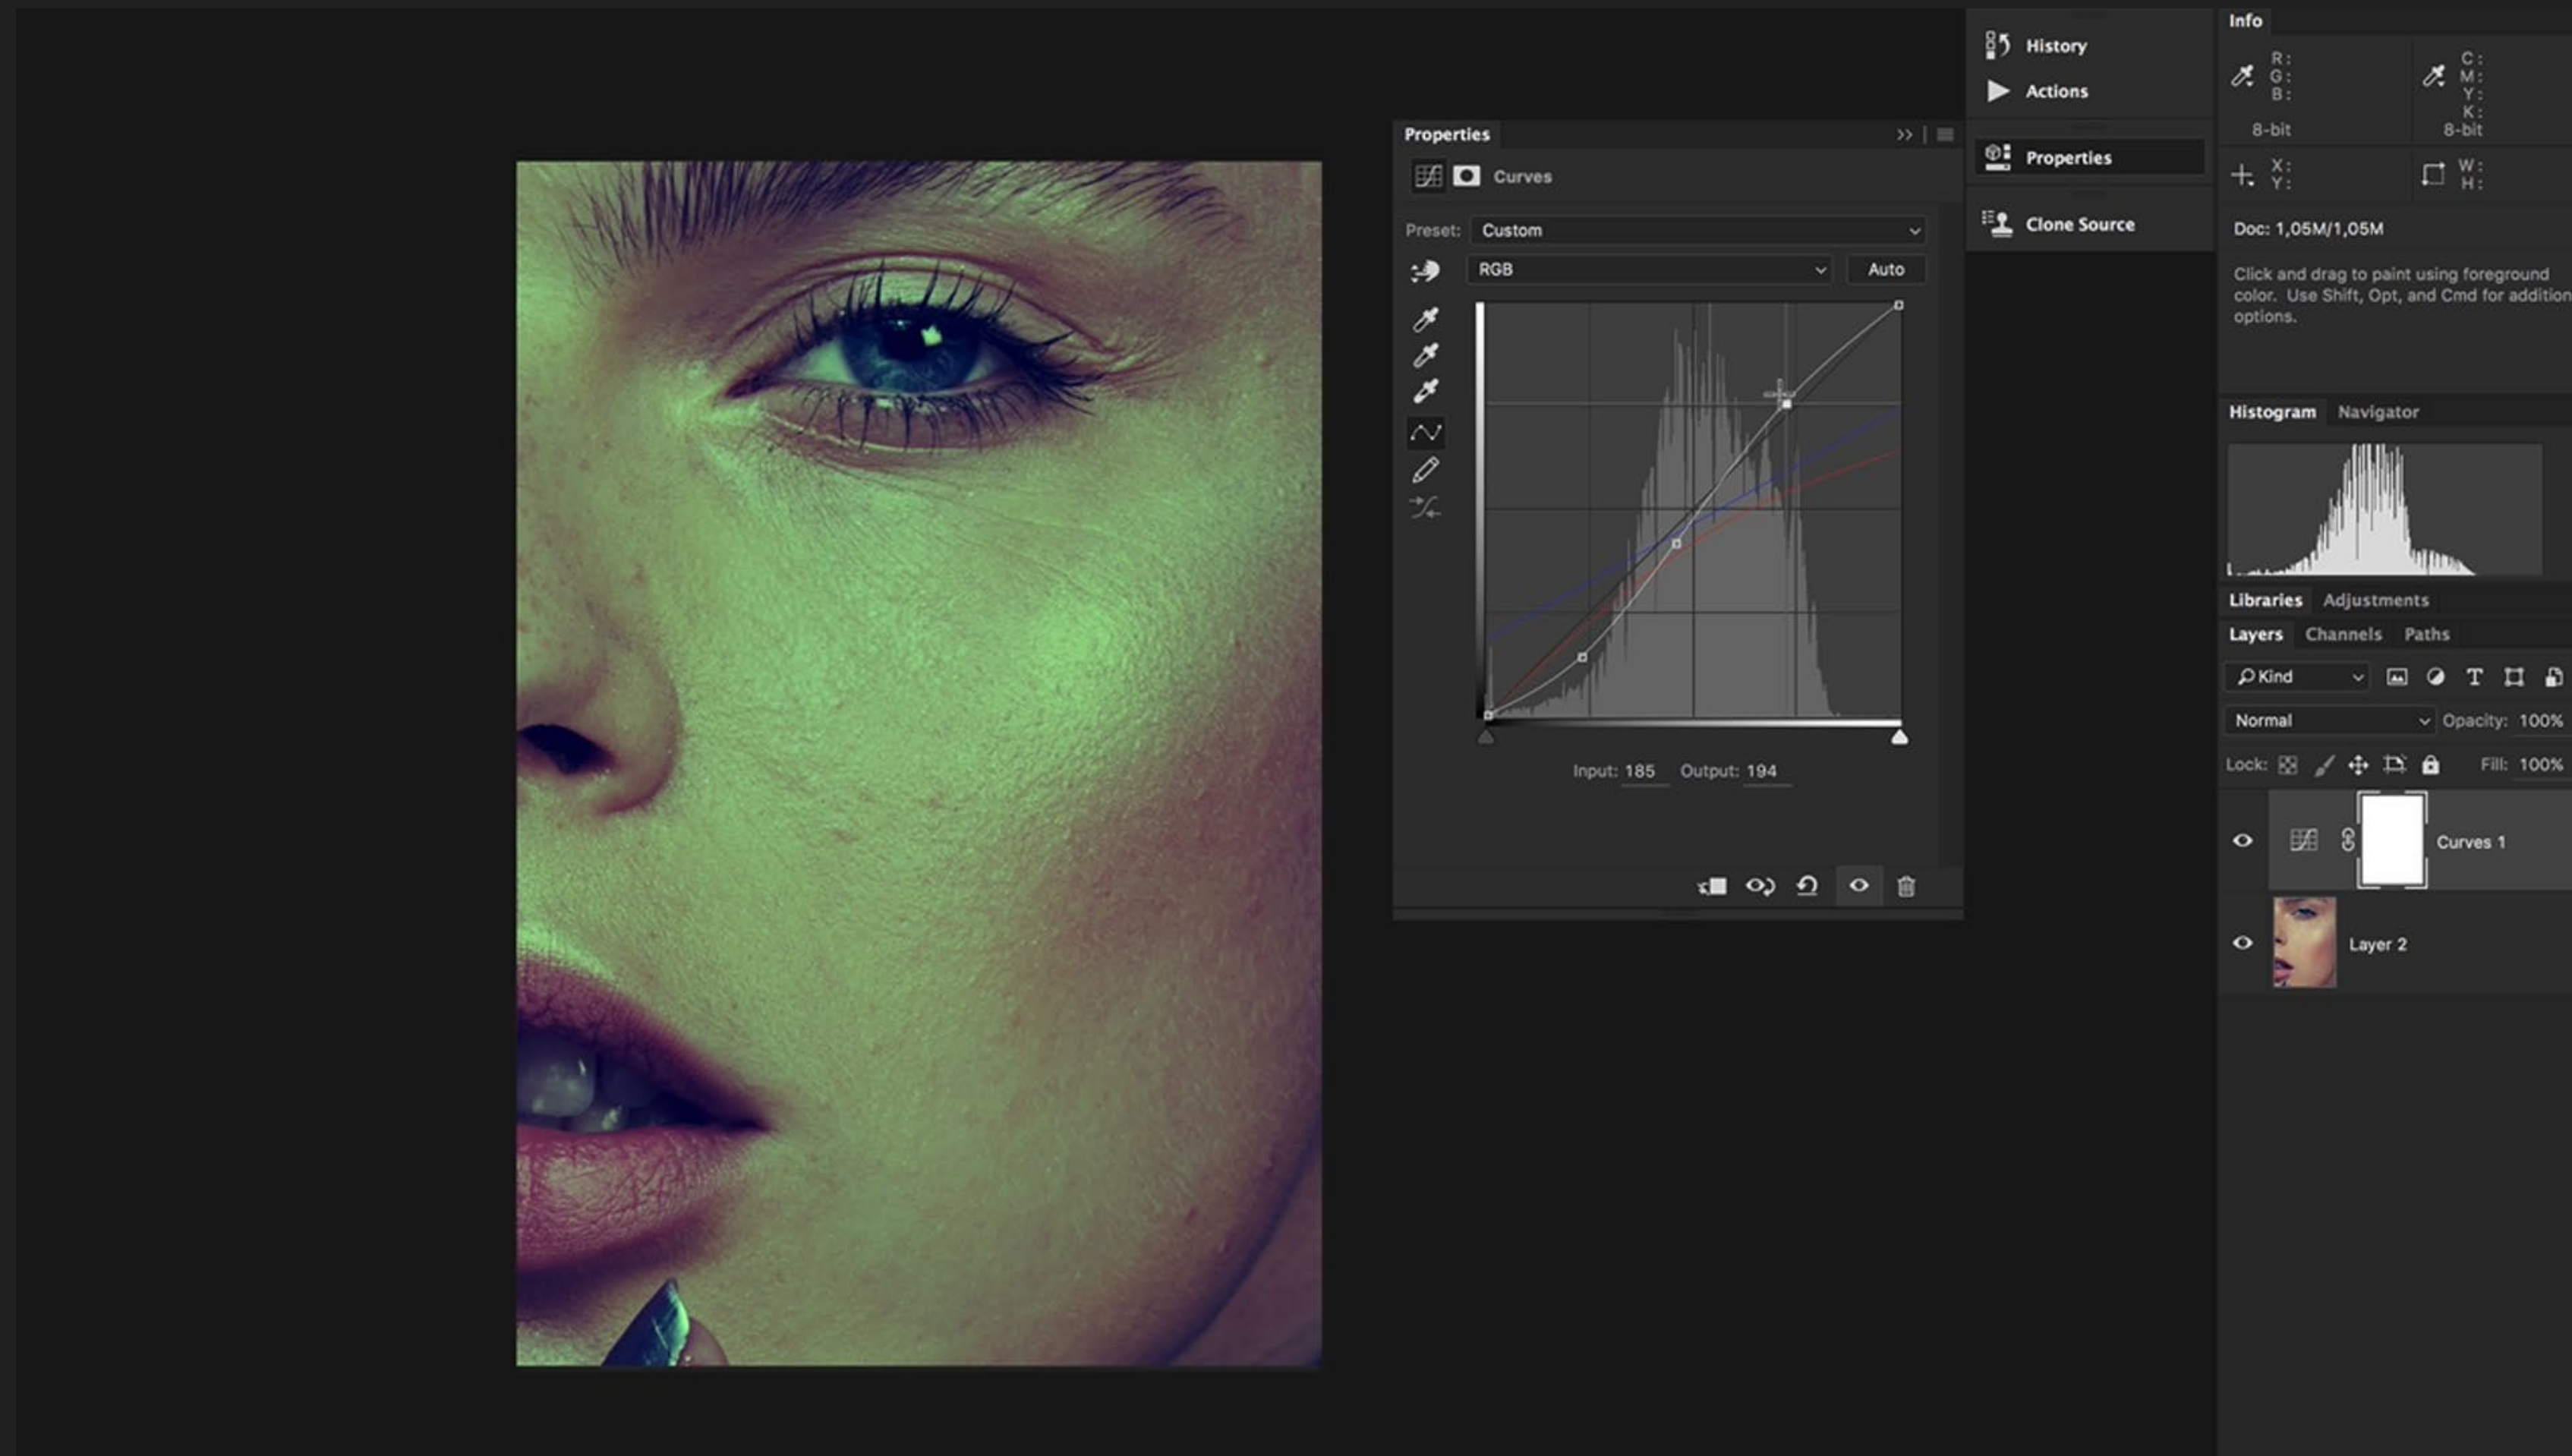 Properties
Curves
Preset: Custom
RGB Auto
Input: 185 Output: 194
History
Actions
Properties
Clone Source
Info
R:
G:
B:
8-bit
C:
M:
Y:
K:
8-bit
X:
Y:
W:
H:
Doc: 1,05M/1,05M
Click and drag to paint using foreground
color. Use Shift, Opt, and Cmd for addition
options.
Histogram Navigator
Libraries Adjustments
Layers Channels Paths
Kind
Normal Opacity: 100%
Lock: Fill: 100%
Curves 1
Layer 2